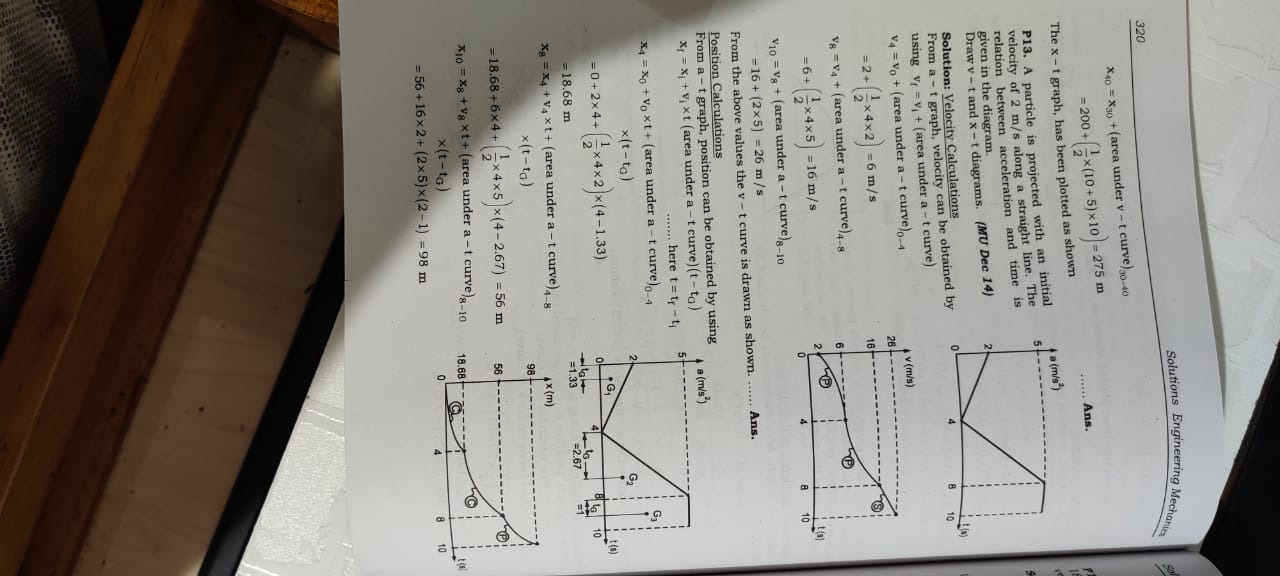 320
Solutions Engineering Mechanics
x40 = x30 + (area under v – t curve)30–40
= 200 + (1/2 × (10 + 5) × 10) = 275 m
...... Ans.
The x – t graph, has been plotted as shown
P13. A particle is projected with an initial
velocity of 2 m/s along a straight line. The
relation between acceleration and time is
given in the diagram.
Draw v – t and x – t diagrams. (MU Dec 14)
a (m/s²)
5
2
0
4
8
10
t(s)
Solution: Velocity Calculations
From a – t graph, velocity can be obtained by
using vf = vi + (area under a – t curve)
v4 = v0 + (area under a – t curve)0–4
= 2 + (1/2 × 4 × 2) = 6 m/s
v8 = v4 + (area under a – t curve)4–8
= 6 + (1/2 × 4 × 5) = 16 m/s
v10 = v8 + (area under a – t curve)8–10
= 16 + (2 × 5) = 26 m/s
v (m/s)
26
16
6
2
0
P
P
S
4
8
10
t(s)
From the above values the v – t curve is drawn as shown. ...... Ans.
Position Calculations
From a – t graph, position can be obtained by using
xf = xi + vi × t (area under a – t curve)(t – tG)
...... here t = tf – ti
x4 = x0 + v0 × t + (area under a – t curve)0–4
×(t – tG)
= 0 + 2 × 4 + (1/2 × 4 × 2) × (4 – 1.33)
= 18.68 m
x8 = x4 + v4 × t + (area under a – t curve)4–8
×(t – tG)
= 18.68 + 6 × 4 + (1/2 × 4 × 5) × (4 – 2.67) = 56 m
x10 = x8 + v8 × t + (area under a – t curve)8–10
×(t – tG)
= 56 + 16 × 2 + (2 × 5) × (2 – 1) = 98 m
a (m/s²)
5
2
0
G1
G2
G3
4
8
10
t(s)
tG
=1.33
tG
=2.67
tG
=1
x (m)
98
56
18.68
0
C
C
P
4
8
10
t(s)